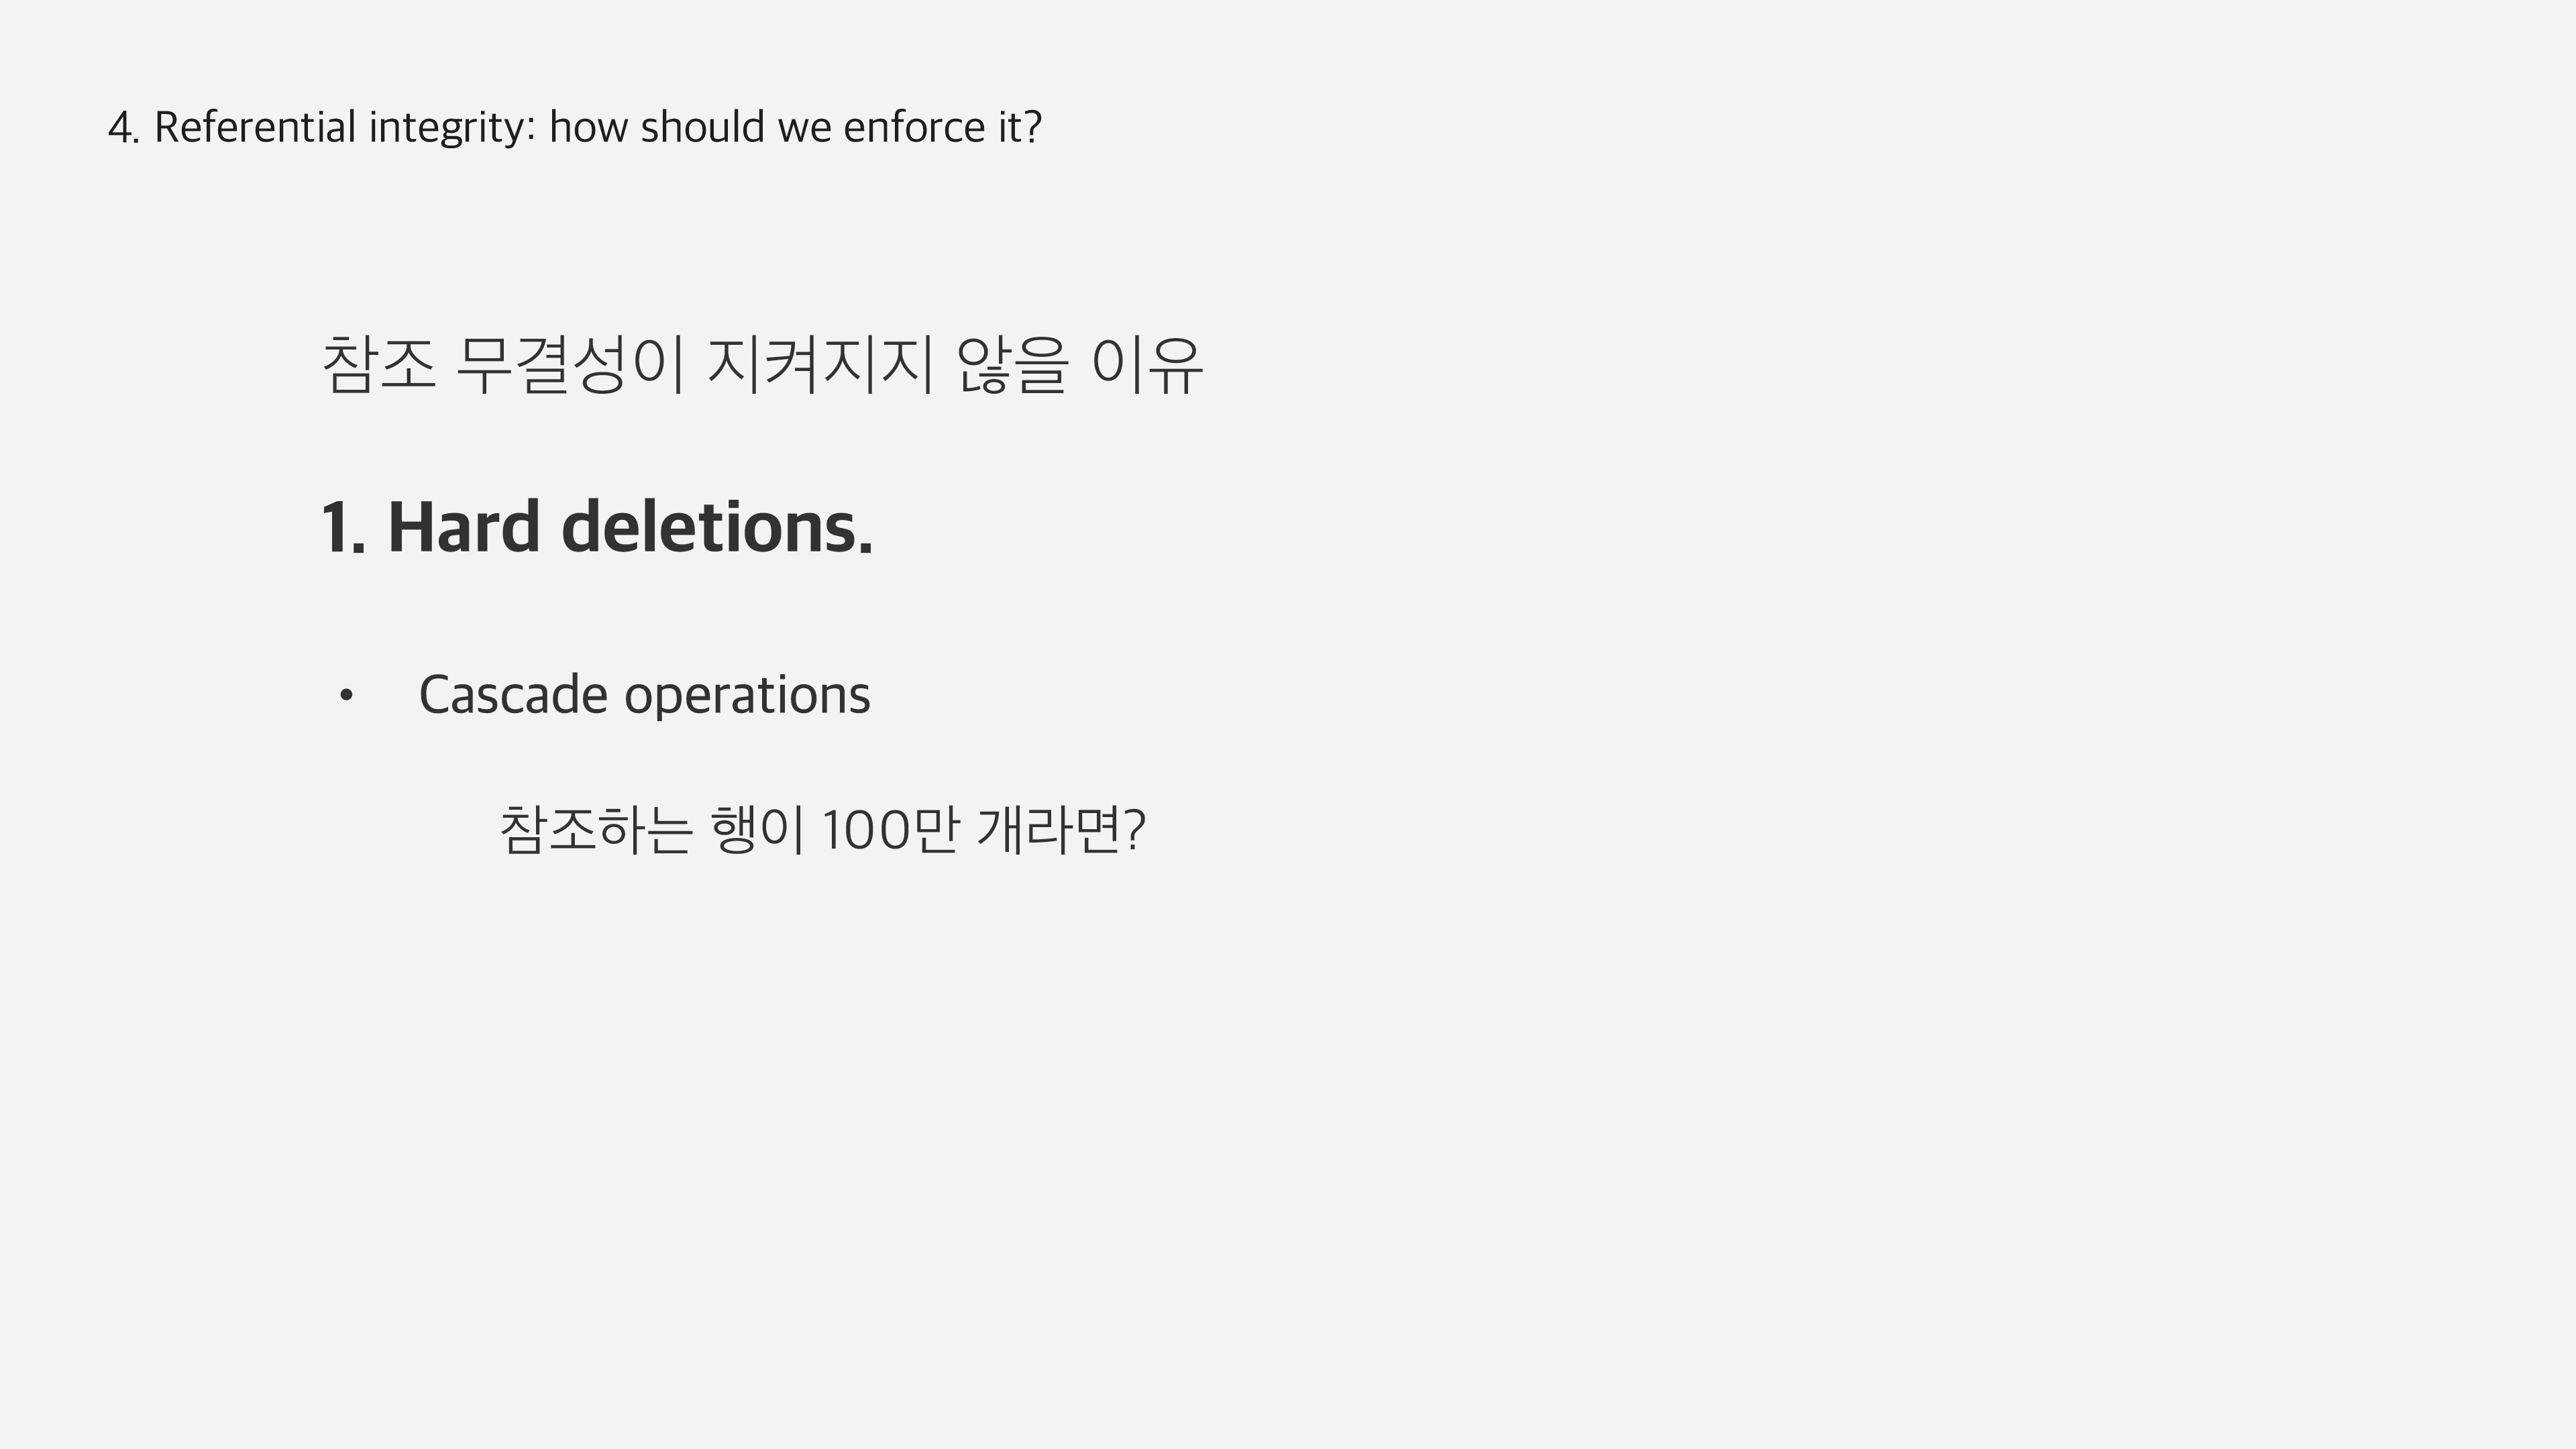 4. Referential integrity: how should we enforce it?
참조 무결성이 지켜지지 않을 이유
1. Hard deletions.
• Cascade operations
참조하는 행이 100만 개라면?